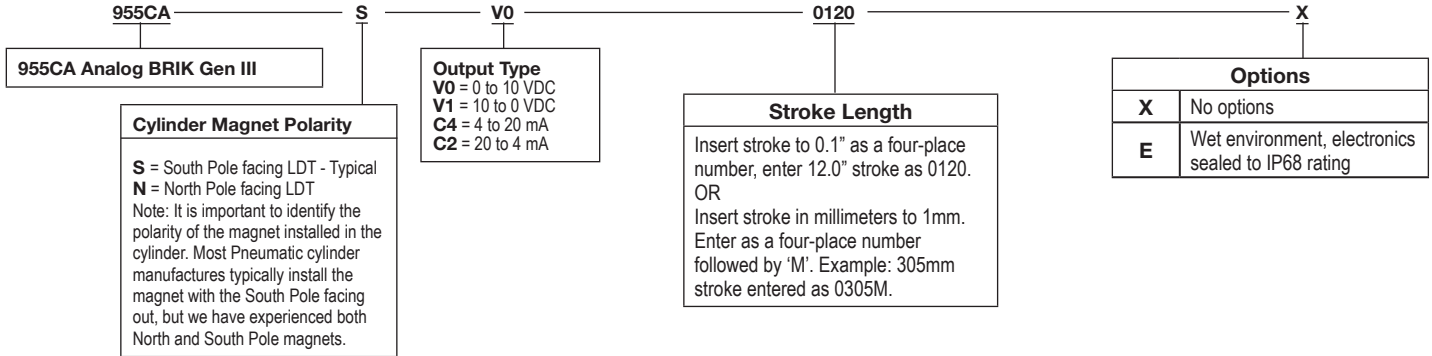 955CA S V0 0120 X
955CA Analog BRIK Gen III
Cylinder Magnet Polarity
S = South Pole facing LDT - Typical
N = North Pole facing LDT
Note: It is important to identify the
polarity of the magnet installed in the
cylinder. Most Pneumatic cylinder
manufactures typically install the
magnet with the South Pole facing
out, but we have experienced both
North and South Pole magnets.
Output Type
V0 = 0 to 10 VDC
V1 = 10 to 0 VDC
C4 = 4 to 20 mA
C2 = 20 to 4 mA
Stroke Length
Insert stroke to 0.1” as a four-place
number, enter 12.0” stroke as 0120.
OR
Insert stroke in millimeters to 1mm.
Enter as a four-place number
followed by ‘M’. Example: 305mm
stroke entered as 0305M.
Options
X No options
E Wet environment, electronics
sealed to IP68 rating